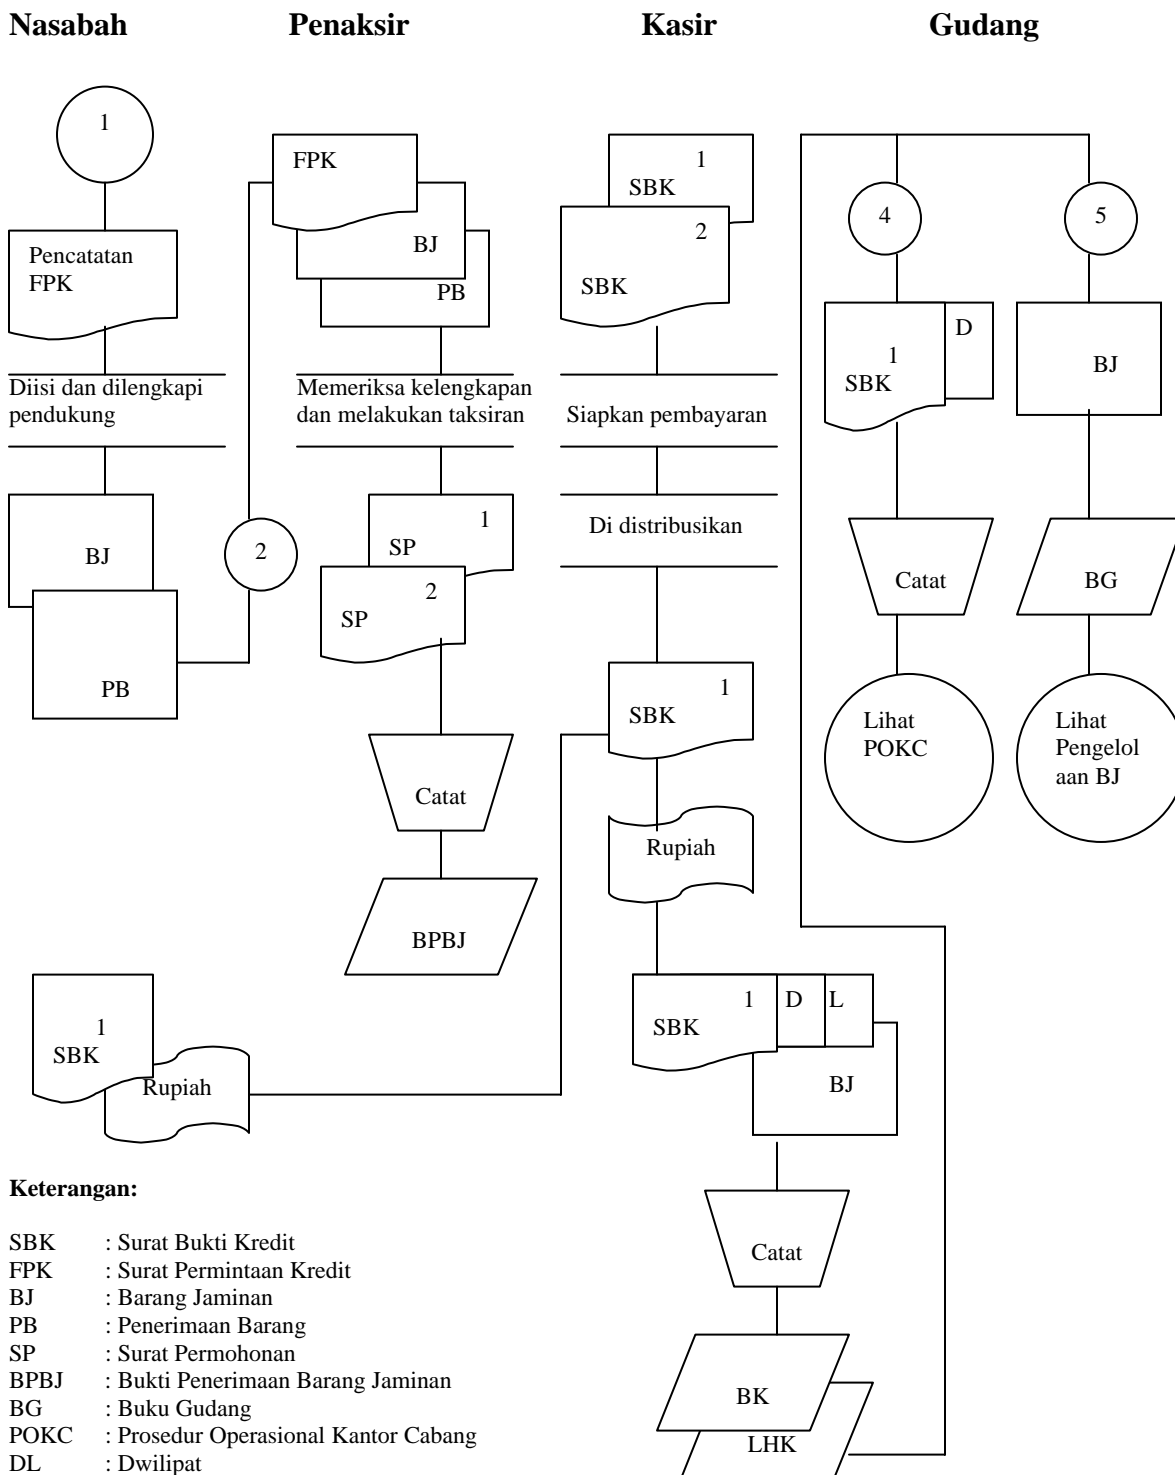 Nasabah Penaksir Kasir Gudang
1
Pencatatan
FPK
Diisi dan dilengkapi
pendukung
BJ
PB
2
1
SBK
Rupiah
FPK
BJ
PB
Memeriksa kelengkapan
dan melakukan taksiran
1
SP
2
SP
Catat
BPBJ
1
SBK
2
SBK
Siapkan pembayaran
Di distribusikan
1
SBK
Rupiah
1 D L
SBK
BJ
Catat
BK
LHK
4
D
1
SBK
Catat
Lihat
POKC
5
BJ
BG
Lihat
Pengelol
aan BJ
Keterangan:
SBK : Surat Bukti Kredit
FPK : Surat Permintaan Kredit
BJ : Barang Jaminan
PB : Penerimaan Barang
SP : Surat Permohonan
BPBJ : Bukti Penerimaan Barang Jaminan
BG : Buku Gudang
POKC : Prosedur Operasional Kantor Cabang
DL : Dwilipat